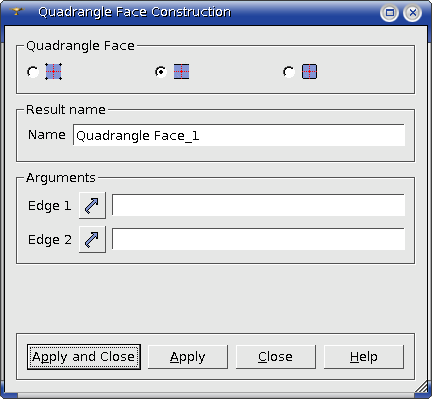 Quadrangle Face Construction
Quadrangle Face
Result name
Name Quadrangle Face_1
Arguments
Edge 1
Edge 2
Apply and Close Apply Close Help